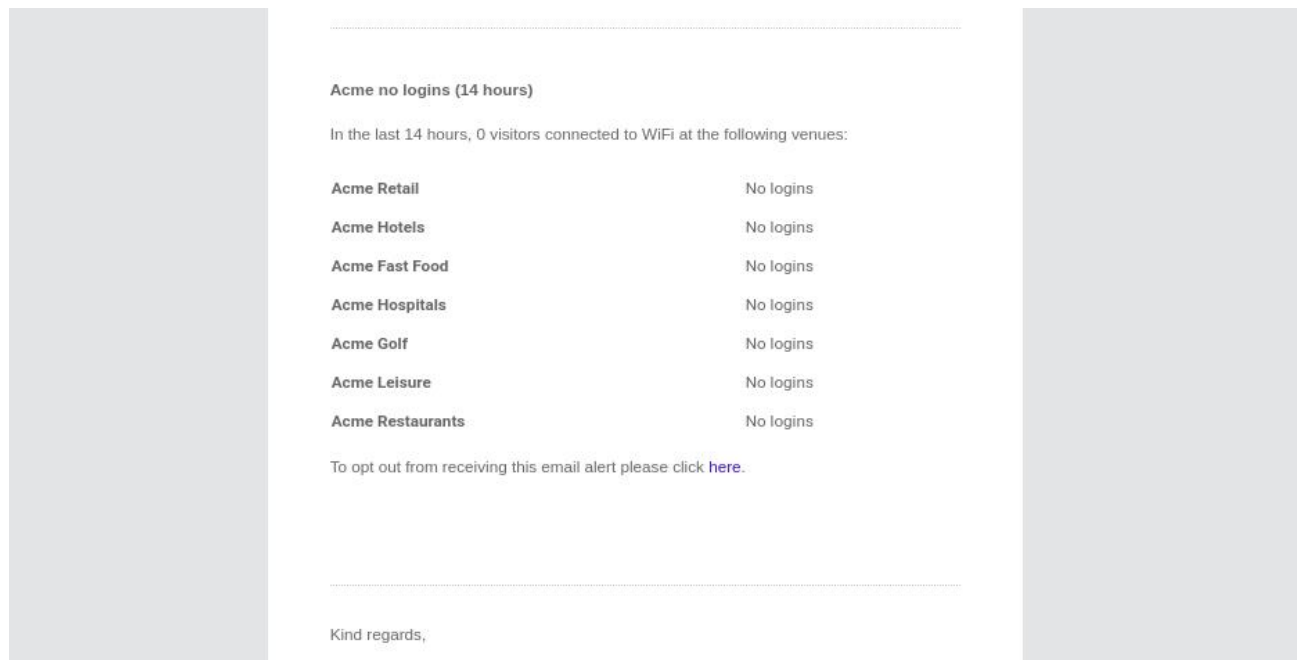 Acme no logins (14 hours)
In the last 14 hours, 0 visitors connected to WiFi at the following venues:
Acme Retail No logins
Acme Hotels No logins
Acme Fast Food No logins
Acme Hospitals No logins
Acme Golf No logins
Acme Leisure No logins
Acme Restaurants No logins
To opt out from receiving this email alert please click here.
Kind regards,